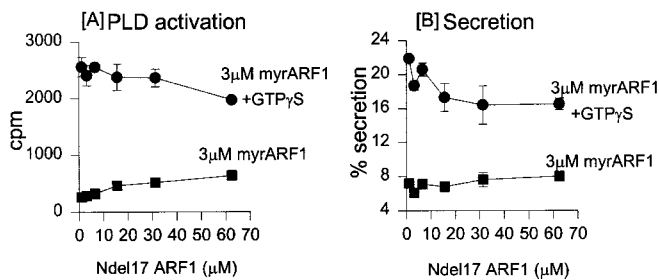 [A] PLD activation
3000
2000
1000
0
cpm
3µM myrARF1
+GTPγS
3µM myrARF1
0 10 20 30 40 50 60 70
Ndel17 ARF1 (µM)
[B] Secretion
24
20
16
12
8
4
% secretion
3µM myrARF1
+GTPγS
3µM myrARF1
0 10 20 30 40 50 60 70
Ndel17 ARF1 (µM)